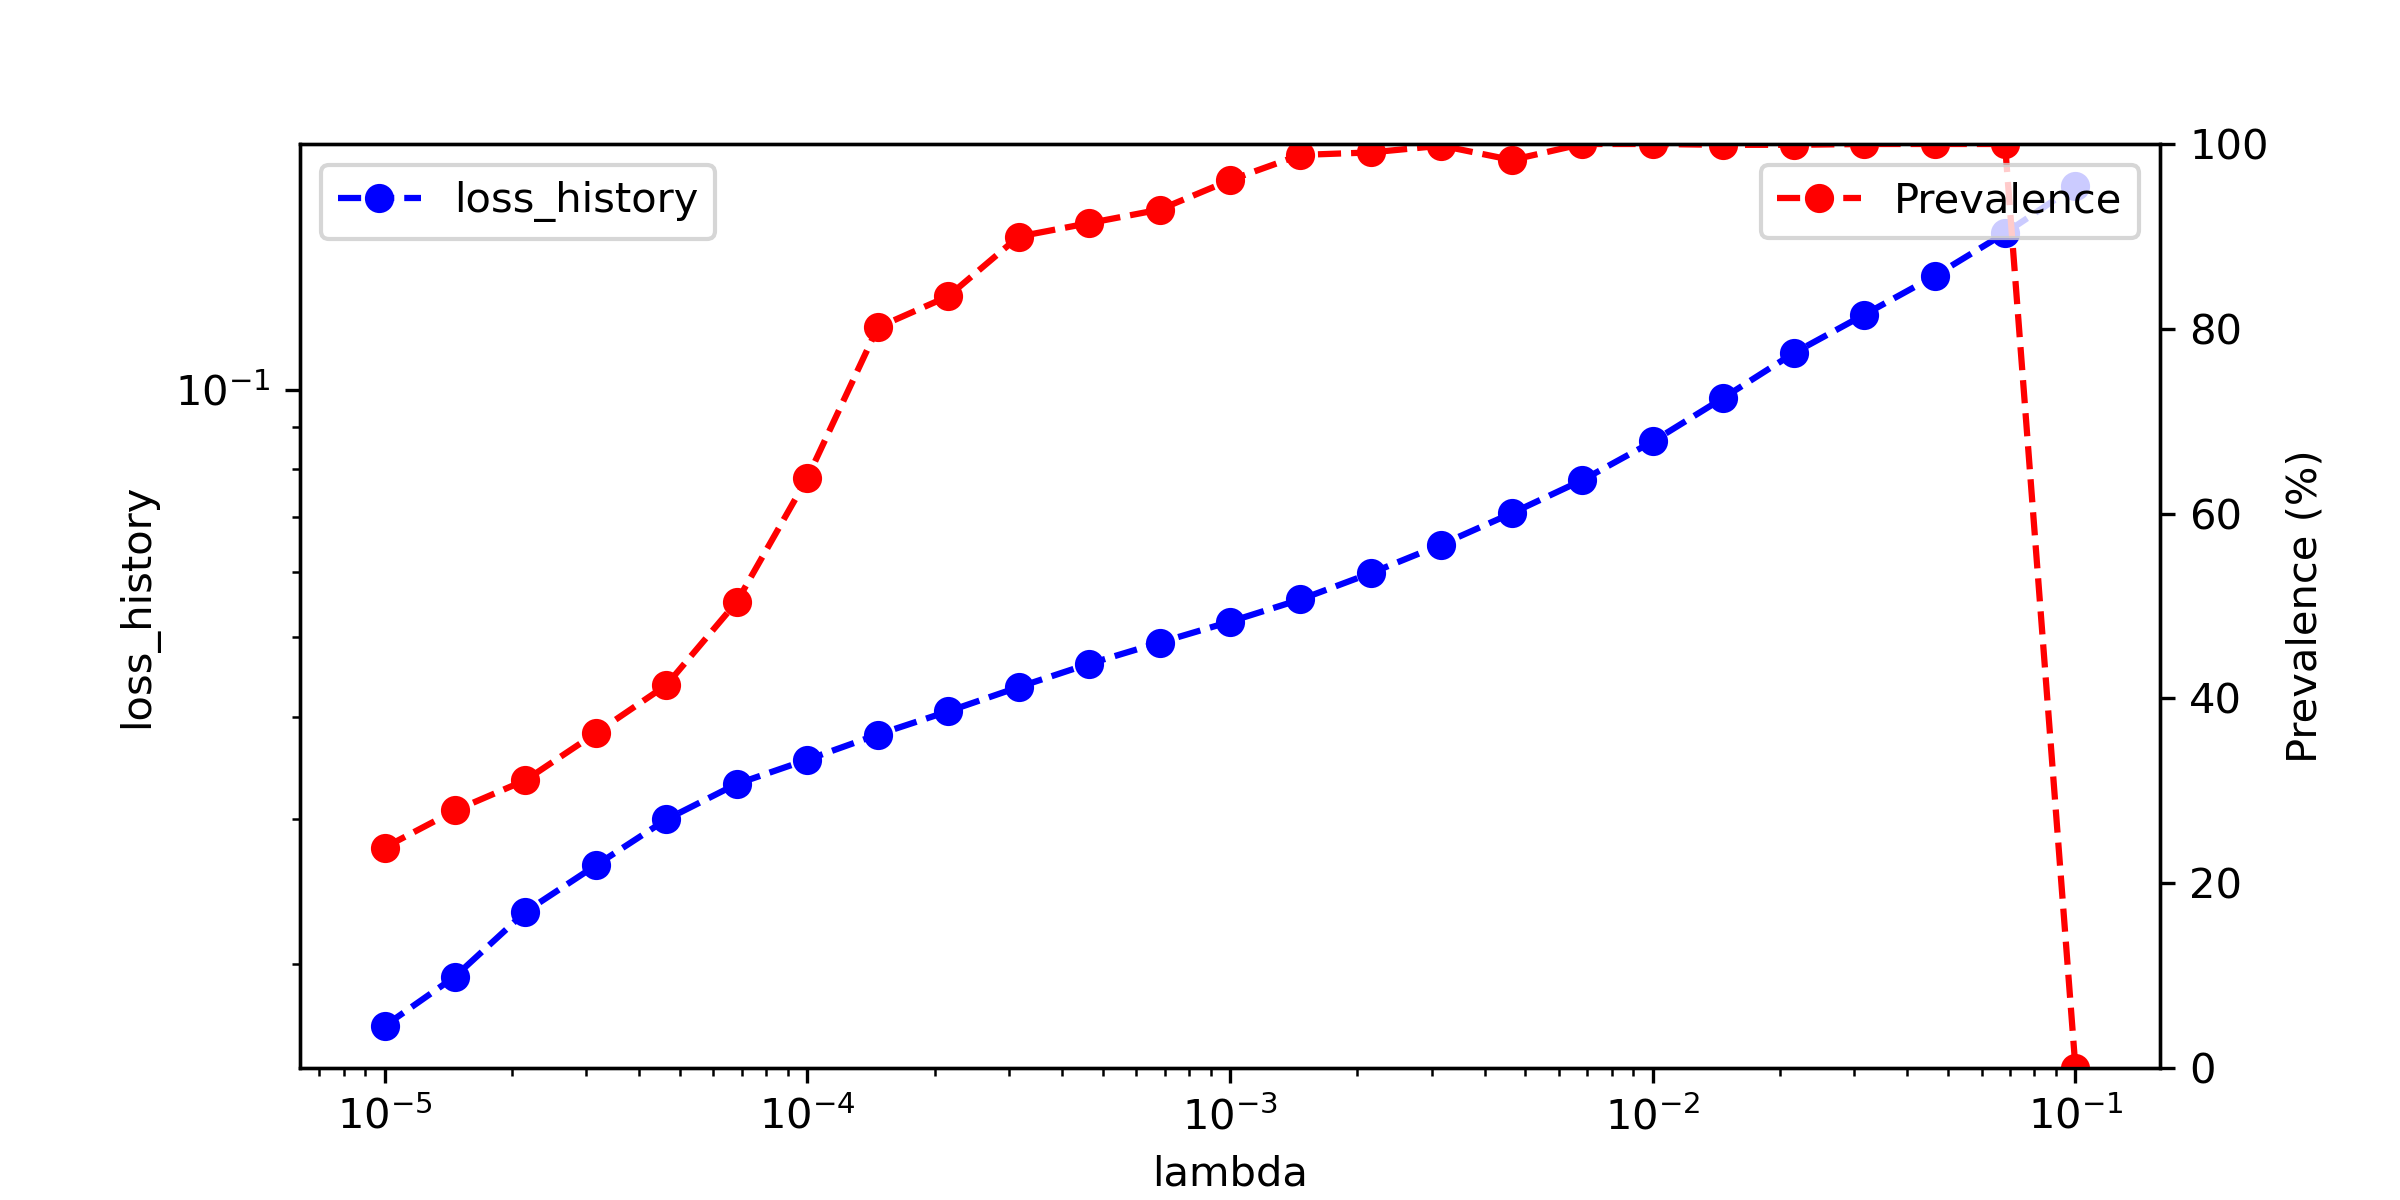 loss_history
Prevalence
10⁻¹
loss_history
100
80
60
40
20
0
Prevalence (%)
10⁻⁵ 10⁻⁴ 10⁻³ 10⁻² 10⁻¹
lambda